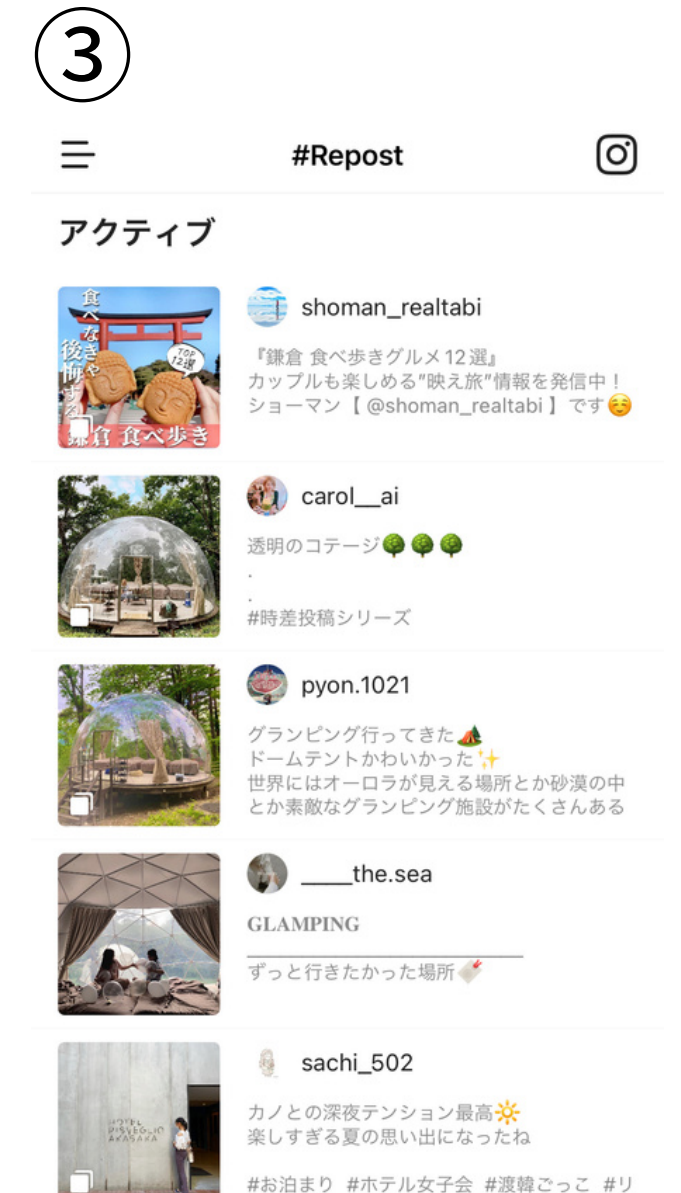 ③
#Repost
アクティブ
食べなきゃ
後悔する
TOP
12選
鎌倉 食べ歩き
shoman_realtabi
『鎌倉 食べ歩きグルメ12選』
カップルも楽しめる”映え旅”情報を発信中！
ショーマン【 @shoman_realtabi 】です☺️
carol__ai
透明のコテージ🌳🌳🌳
.
.
#時差投稿シリーズ
pyon.1021
グランピング行ってきた🏕
ドームテントかわいかった✨
世界にはオーロラが見える場所とか砂漠の中
とか素敵なグランピング施設がたくさんある
____the.sea
𝐆𝐋𝐀𝐌𝐏𝐈𝐍𝐆
___________________________
ずっと行きたかった場所🏷
HOTEL
RISVEGLIO
AKASAKA
sachi_502
カノとの深夜テンション最高🔆
楽しすぎる夏の思い出になったね
#お泊まり #ホテル女子会 #渡韓ごっこ #リ